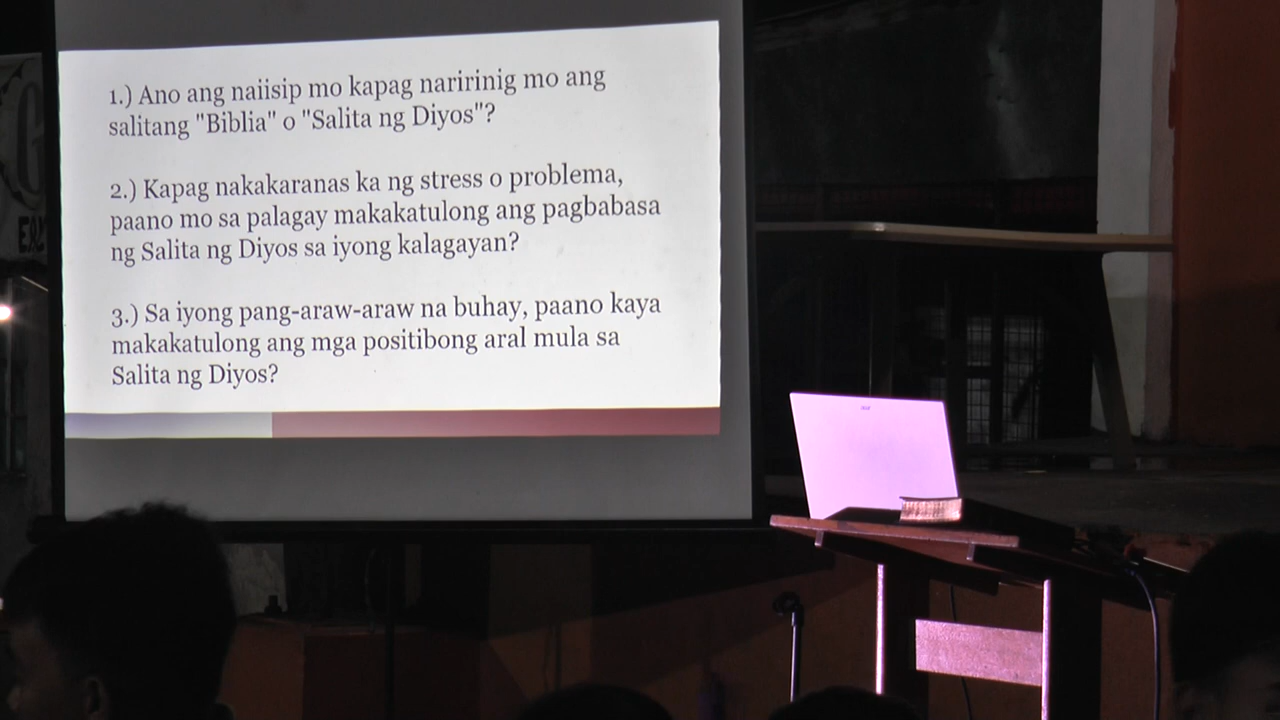 1.) Ano ang naiisip mo kapag naririnig mo ang
salitang "Biblia" o "Salita ng Diyos"?
2.) Kapag nakakaranas ka ng stress o problema,
paano mo sa palagay makakatulong ang pagbabasa
ng Salita ng Diyos sa iyong kalagayan?
3.) Sa iyong pang-araw-araw na buhay, paano kaya
makakatulong ang mga positibong aral mula sa
Salita ng Diyos?
acer